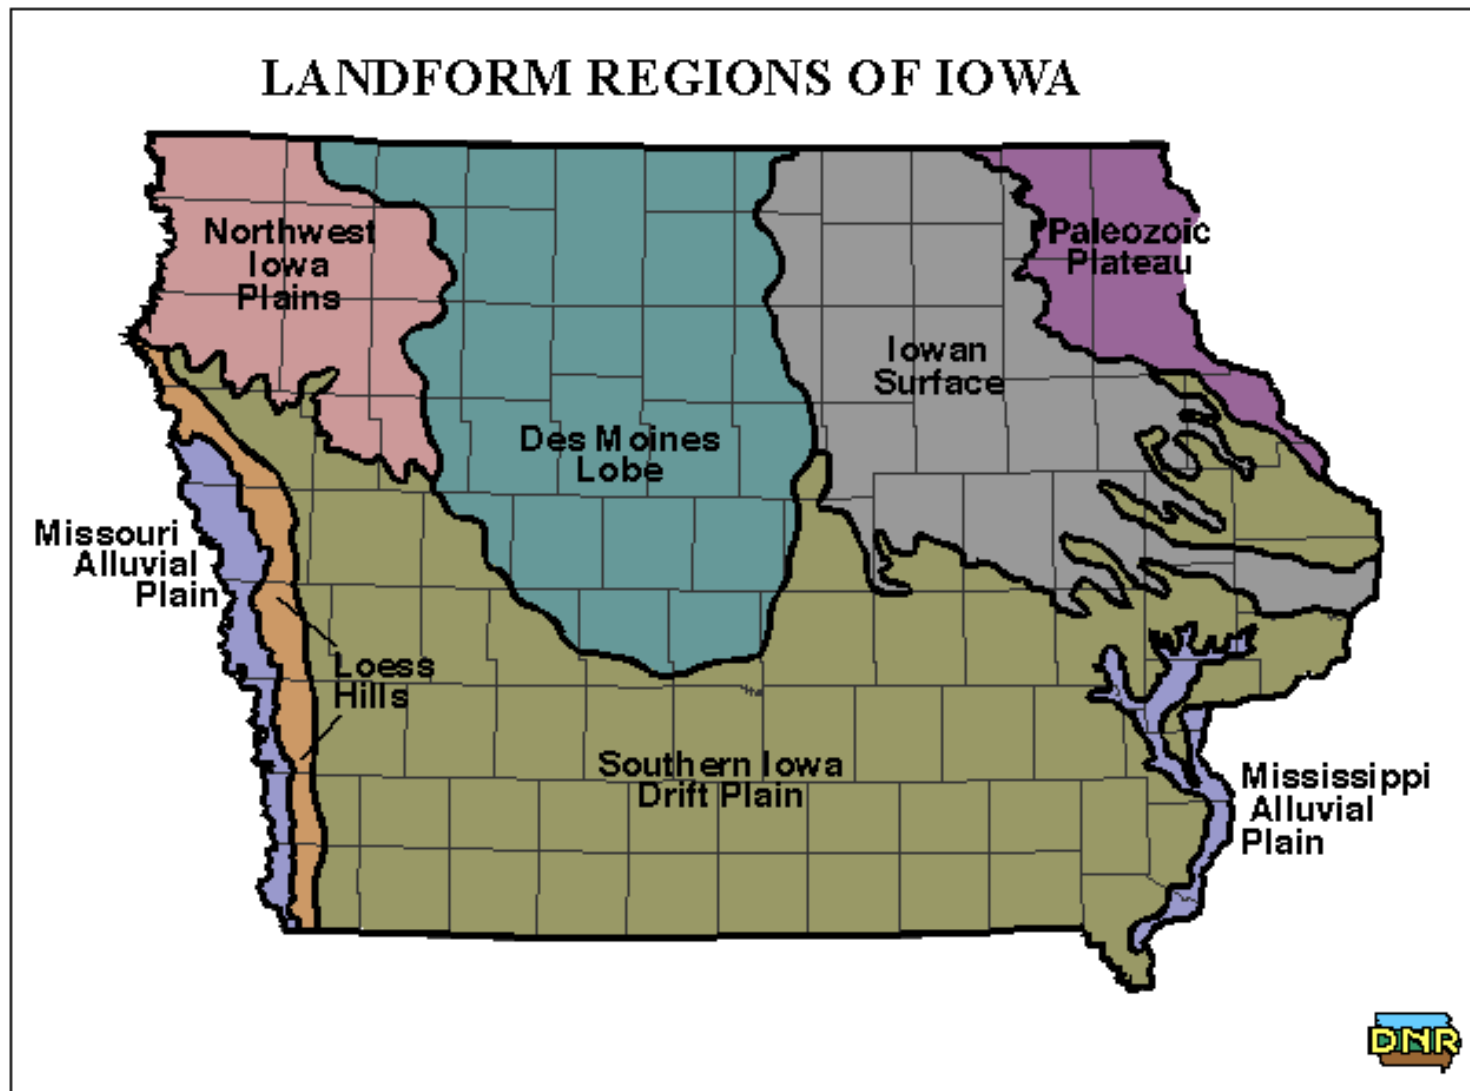 LANDFORM REGIONS OF IOWA
Northwest
Iowa
Plains
Paleozoic
Plateau
Iowan
Surface
Des Moines
Lobe
Missouri
Alluvial
Plain
Loess
Hills
Southern Iowa
Drift Plain
Mississippi
Alluvial
Plain
DNR